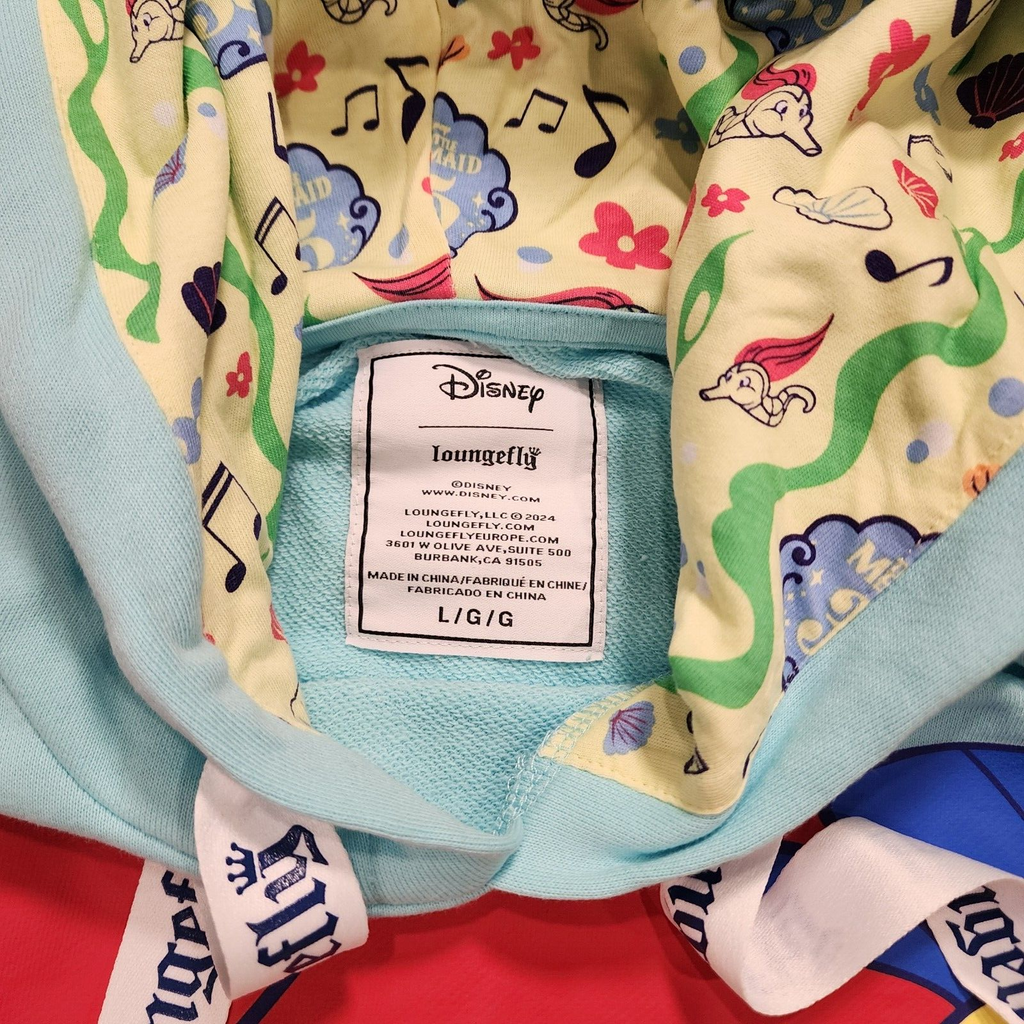 Disney
loungefly
©DISNEY
WWW.DISNEY.COM
LOUNGEFLY,LLC © 2024
LOUNGEFLY.COM
LOUNGEFLYEUROPE.COM
3601 W OLIVE AVE,SUITE 500
BURBANK,CA 91505
MADE IN CHINA/FABRIQUÉ EN CHINE/
FABRICADO EN CHINA
L/G/G